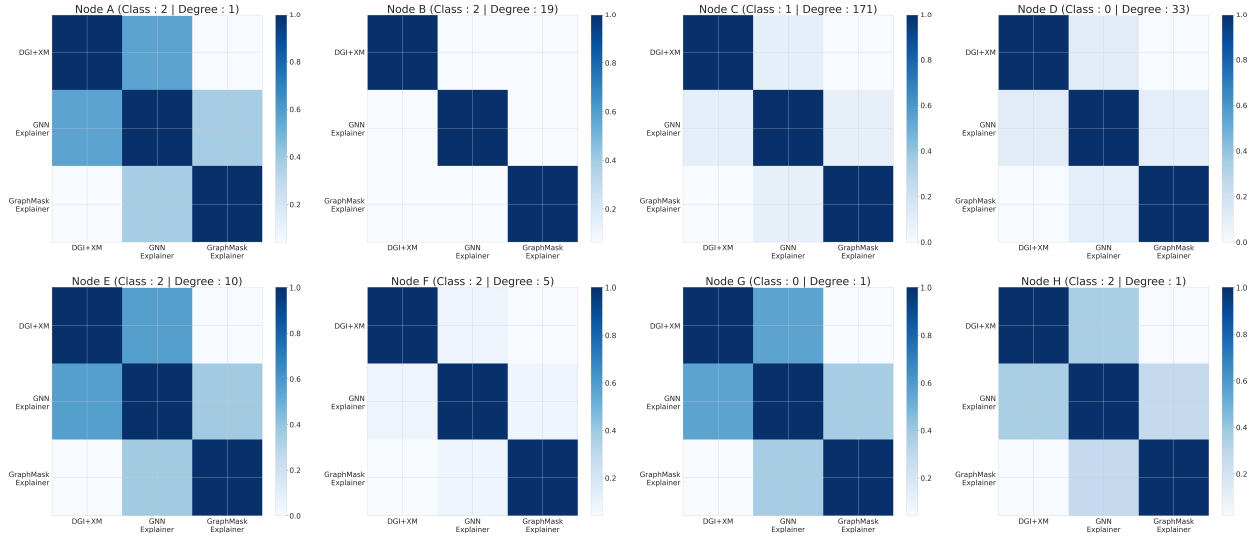 Node A (Class : 2 | Degree : 1)
DGI+XM
GNN
Explainer
GraphMask
Explainer
DGI+XM
GNN
Explainer
GraphMask
Explainer
1.0
0.8
0.6
0.4
0.2
Node B (Class : 2 | Degree : 19)
GraphMask
Explainer
DGI+XM
GNN
Explainer
GraphMask
Explainer
DGI+XM
GNN
Explainer
1.0
0.8
0.6
0.4
0.2
Node C (Class : 1 | Degree : 171)
DGI+XM
GNN
Explainer
GraphMask
Explainer
DGI+XM
GNN
Explainer
GraphMask
Explainer
1.0
0.8
0.6
0.4
0.2
0.0
Node D (Class : 0 | Degree : 33)
DGI+XM
GNN
Explainer
GraphMask
Explainer
DGI+XM
GNN
Explainer
GraphMask
Explainer
1.0
0.8
0.6
0.4
0.2
0.0
Node E (Class : 2 | Degree : 10)
DGI+XM
GNN
Explainer
GraphMask
Explainer
DGI+XM
GNN
Explainer
GraphMask
Explainer
1.0
0.8
0.6
0.4
0.2
0.0
Node F (Class : 2 | Degree : 5)
DGI+XM
GNN
Explainer
GraphMask
Explainer
DGI+XM
GNN
Explainer
GraphMask
Explainer
1.0
0.8
0.6
0.4
0.2
Node G (Class : 0 | Degree : 1)
DGI+XM
GNN
Explainer
GraphMask
Explainer
DGI+XM
GNN
Explainer
GraphMask
Explainer
1.0
0.8
0.6
0.4
0.2
Node H (Class : 2 | Degree : 1)
DGI+XM
GNN
Explainer
GraphMask
Explainer
DGI+XM
GNN
Explainer
GraphMask
Explainer
1.0
0.8
0.6
0.4
0.2